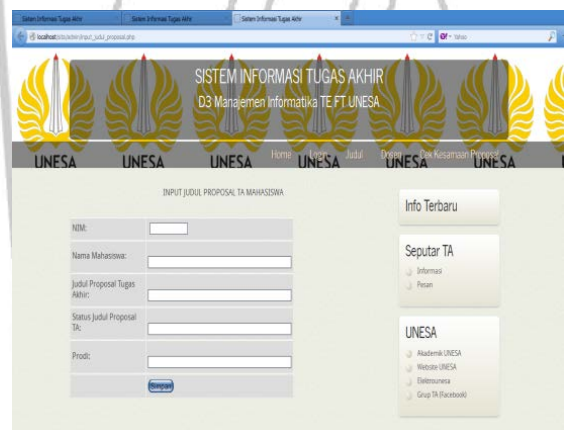 Sistem Informasi Tugas Akhir
Sistem Informasi Tugas Akhir
Sistem Informasi Tugas Akhir
SISTEM INFORMASI TUGAS AKHIR
D3 Manajemen Informatika TE FT UNESA
Home Login Judul Dosen Cek Kesamaan Proposal
UNESA UNESA UNESA UNESA UNESA UNESA
INPUT JUDUL PROPOSAL TA MAHASISWA
NIM:
Nama Mahasiswa:
Judul Proposal Tugas
Akhir:
Status Judul Proposal
TA:
Prodi:
Simpan
Info Terbaru
Seputar TA
Informasi
Pesan
UNESA
Akademik UNESA
Website UNESA
Elektrounesa
Grup TA (Facebook)